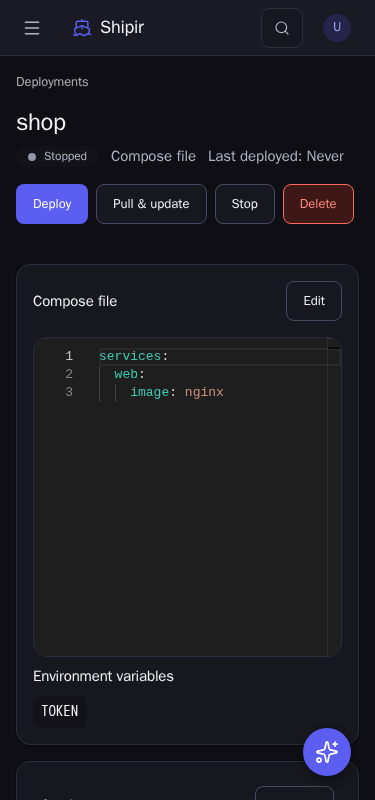 Shipir
U
Deployments
shop
Stopped Compose file Last deployed: Never
Deploy Pull & update Stop Delete
Compose file Edit
1 services:
2 web:
3 image: nginx
Environment variables
TOKEN